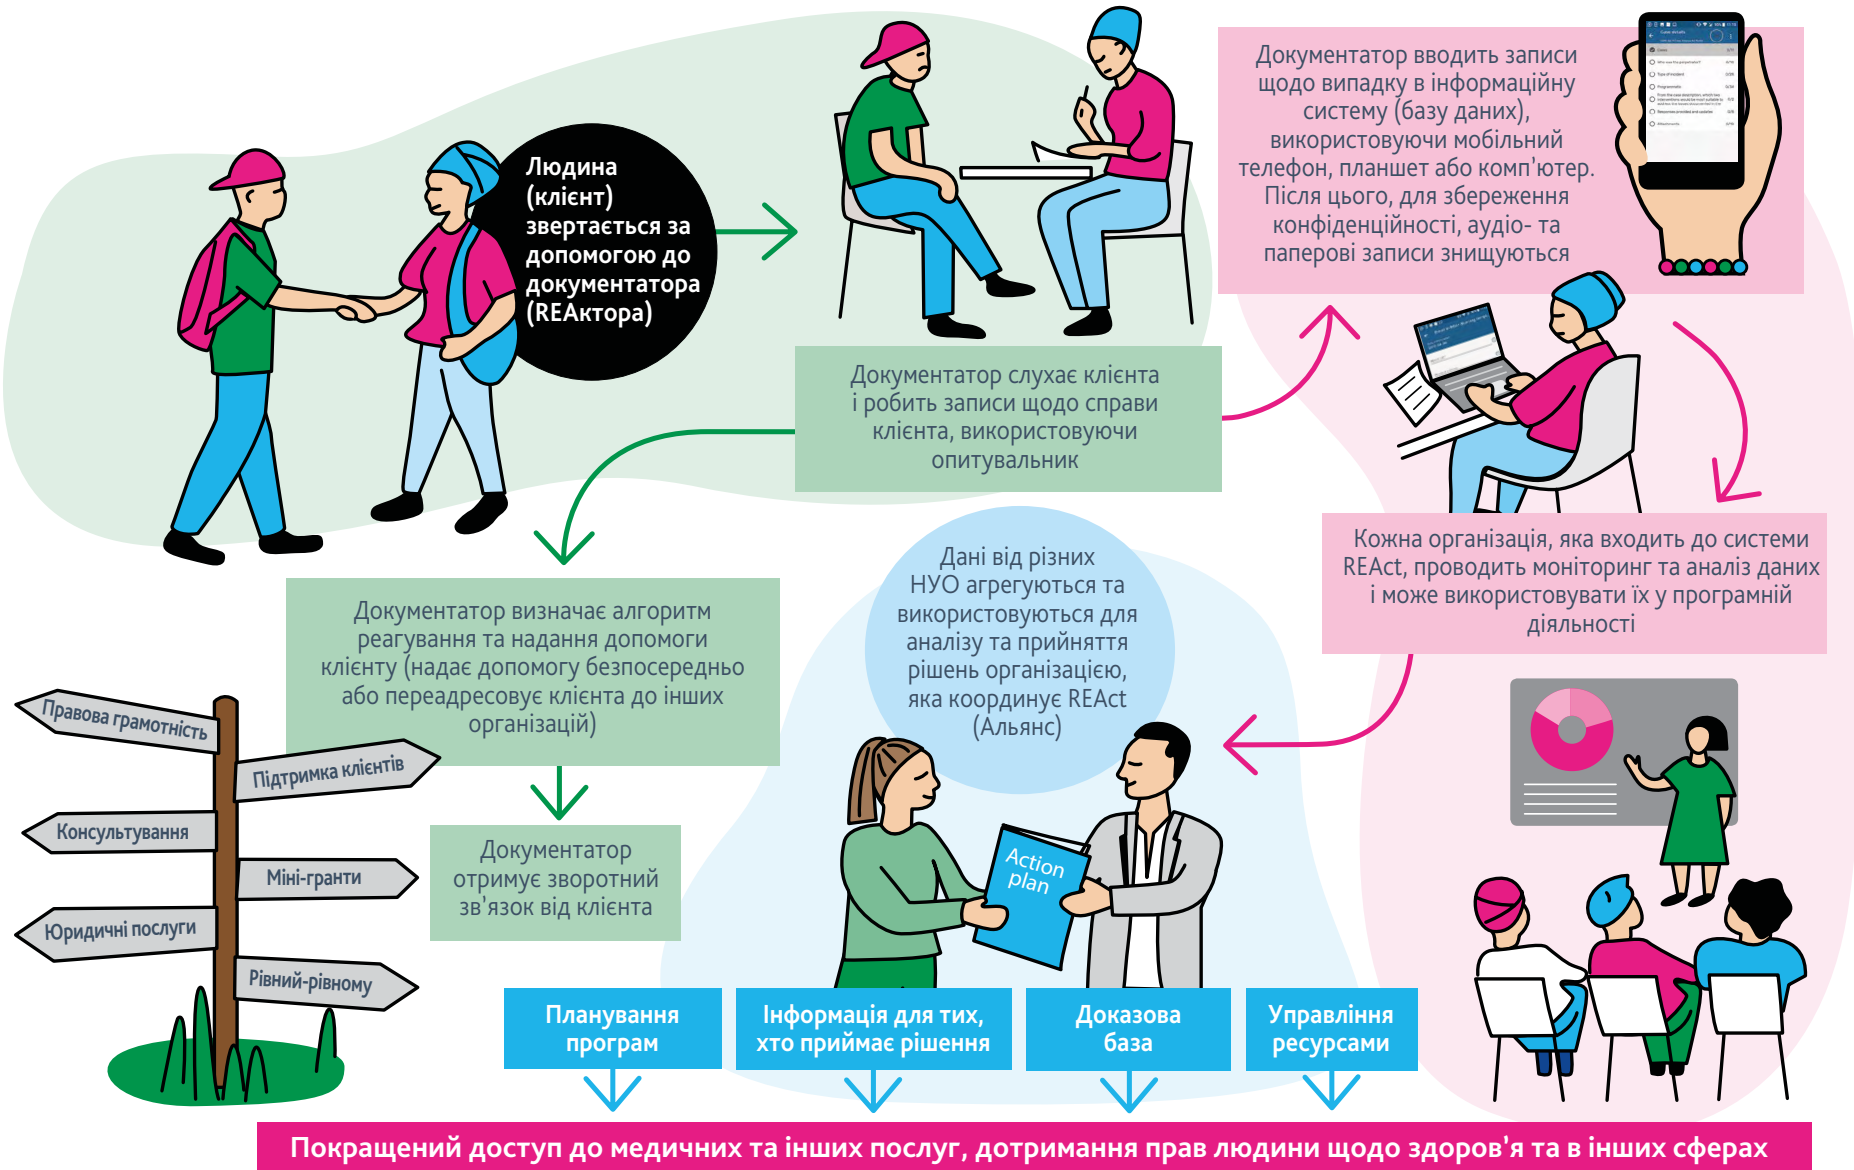 Людина
(клієнт)
звертається за
допомогою до
документатора
(REAктора)
Документатор слухає клієнта
і робить записи щодо справи
клієнта, використовуючи
опитувальник
Документатор вводить записи
щодо випадку в інформаційну
систему (базу даних),
використовуючи мобільний
телефон, планшет або комп'ютер.
Після цього, для збереження
конфіденційності, аудіо- та
паперові записи знищуються
Кожна організація, яка входить до системи
REAct, проводить моніторинг та аналіз даних
і може використовувати їх у програмній
діяльності
Дані від різних
НУО агрегуються та
використовуються для
аналізу та прийняття
рішень організацією,
яка координує REAct
(Альянс)
Документатор визначає алгоритм
реагування та надання допомоги
клієнту (надає допомогу безпосередньо
або переадресовує клієнта до інших
організацій)
Документатор
отримує зворотний
зв'язок від клієнта
Правова грамотність
Підтримка клієнтів
Консультування
Міні-гранти
Юридичні послуги
Рівний-рівному
Action
plan
Планування
програм
Інформація для тих,
хто приймає рішення
Доказова
база
Управління
ресурсами
Покращений доступ до медичних та інших послуг, дотримання прав людини щодо здоров’я та в інших сферах